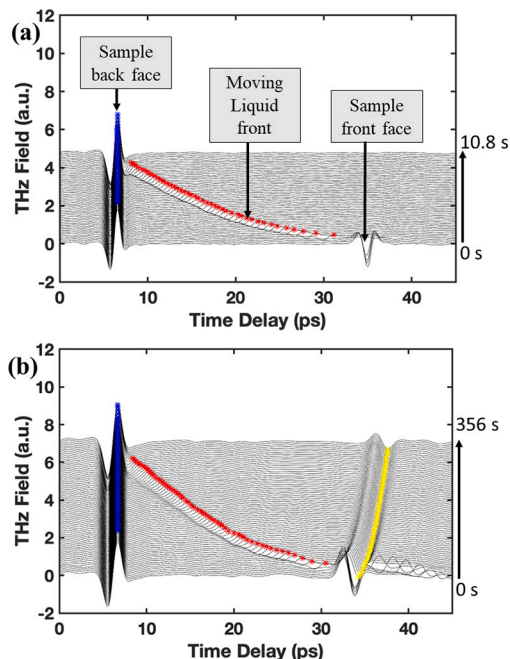 (a)
12
10
8
6
4
2
0
-2
THz Field (a.u.)
Sample
back face
Moving
Liquid
front
Sample
front face
10.8 s
0 s
0 10 20 30 40
Time Delay (ps)
(b)
12
10
8
6
4
2
0
-2
THz Field (a.u.)
356 s
0 s
0 10 20 30 40
Time Delay (ps)